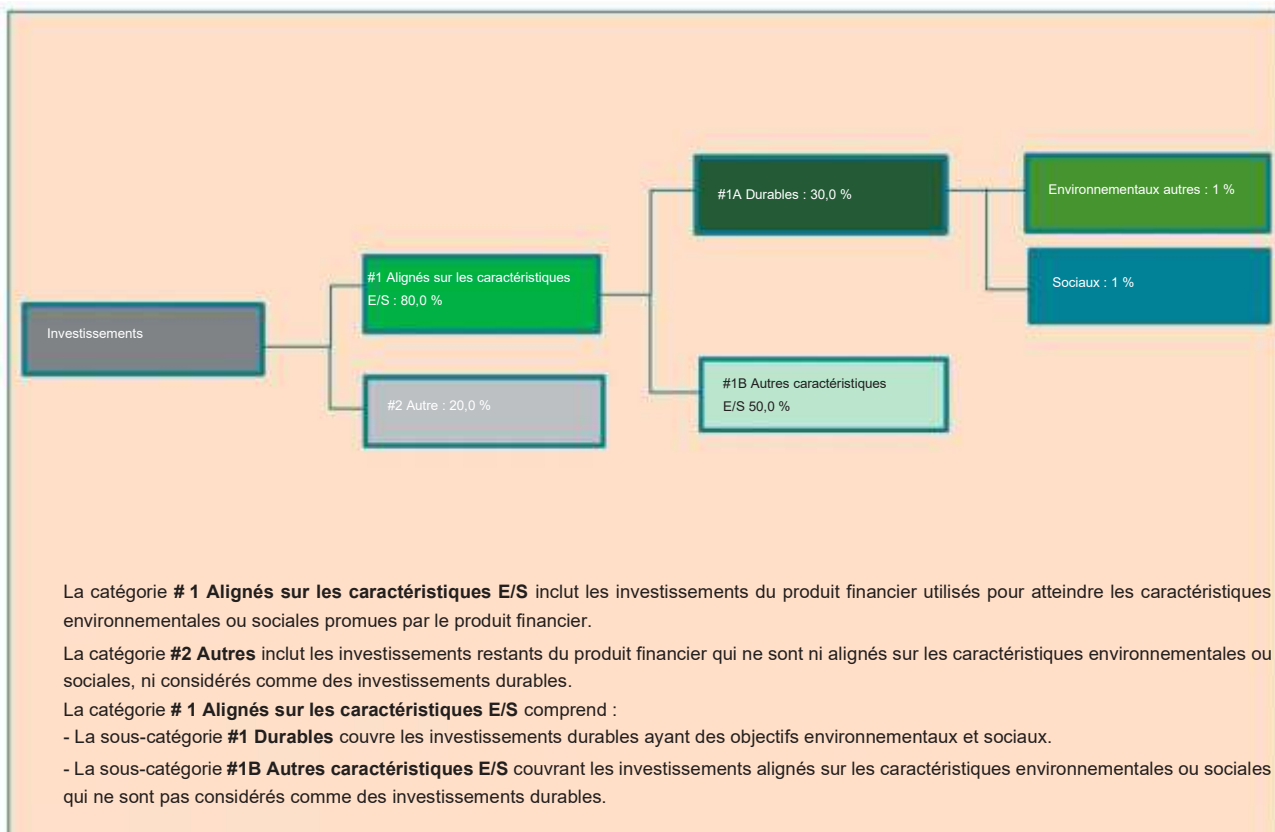 #1A Durables : 30,0 %
Environnementaux autres : 1 %
#1 Alignés sur les caractéristiques
E/S : 80,0 %
Sociaux : 1 %
Investissements
#2 Autre : 20,0 %
#1B Autres caractéristiques
E/S 50,0 %
La catégorie # 1 Alignés sur les caractéristiques E/S inclut les investissements du produit financier utilisés pour atteindre les caractéristiques
environnementales ou sociales promues par le produit financier.
La catégorie #2 Autres inclut les investissements restants du produit financier qui ne sont ni alignés sur les caractéristiques environnementales ou
sociales, ni considérés comme des investissements durables.
La catégorie # 1 Alignés sur les caractéristiques E/S comprend :
- La sous-catégorie #1 Durables couvre les investissements durables ayant des objectifs environnementaux et sociaux.
- La sous-catégorie #1B Autres caractéristiques E/S couvrant les investissements alignés sur les caractéristiques environnementales ou sociales
qui ne sont pas considérés comme des investissements durables.